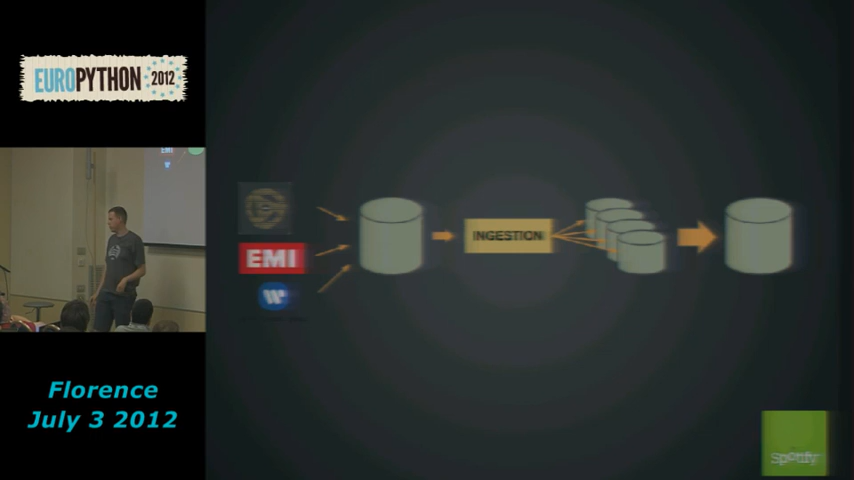 EUROPYTHON 2012
EMI
INGESTION
Florence
July 3 2012
Spotify